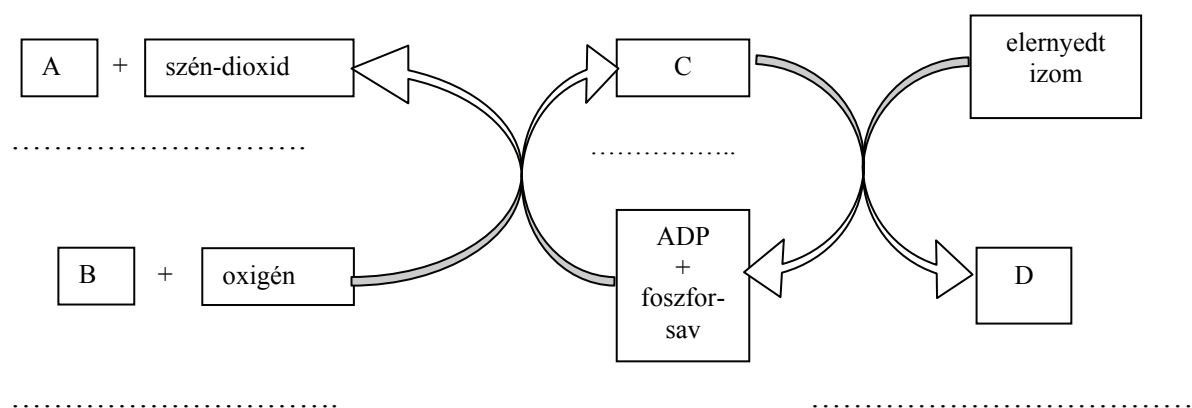 A + szén-dioxid
C
elernyedt
izom
………………………….
……………..
B + oxigén
ADP
+
foszfor-
sav
D
…………………………….
………………………………